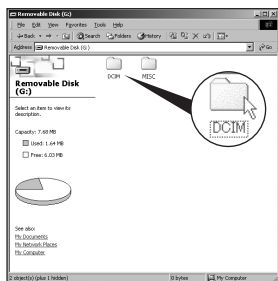 Removable Disk (G:)
File Edit View Favorites Tools Help
Back Search Folders History
Address Removable Disk (G:) Go
Removable Disk (G:)
Select an item to view its description.
Capacity: 7.68 MB
Used: 1.64 MB
Free: 6.03 MB
See also:
My Documents
My Network Places
My Computer
DCIM MISC
DCIM
2 object(s) (plus 1 hidden) 0 bytes My Computer